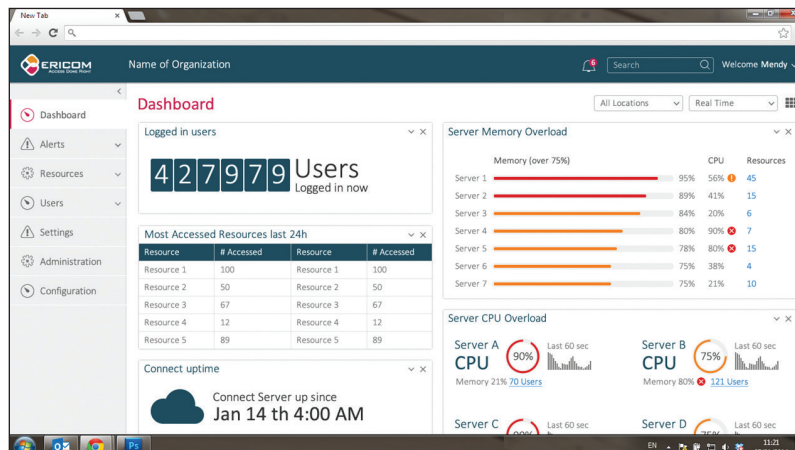 New Tab
ERICOM
Access Done Right
Name of Organization
6
Search
Welcome Mendy
Dashboard
Alerts
Resources
Users
Settings
Administration
Configuration
Dashboard
All Locations
Real Time
Logged in users
427979 Users
Logged in now
Most Accessed Resources last 24h
Resource # Accessed Resource # Accessed
Resource 1 100 Resource 1 100
Resource 2 50 Resource 2 50
Resource 3 67 Resource 3 67
Resource 4 12 Resource 4 12
Resource 5 89 Resource 5 89
Connect uptime
Connect Server up since
Jan 14 th 4:00 AM
Server Memory Overload
Memory (over 75%) CPU Resources
Server 1 95% 56% 45
Server 2 89% 41% 15
Server 3 84% 20% 6
Server 4 80% 90% 7
Server 5 78% 80% 15
Server 6 75% 38% 4
Server 7 75% 21% 10
Server CPU Overload
Server A
CPU
90%
Last 60 sec
Memory 21% 70 Users
Server B
CPU
75%
Last 60 sec
Memory 80% 121 Users
Server C
Last 60 sec
Server D
Last 60 sec
Ps
EN
11:21